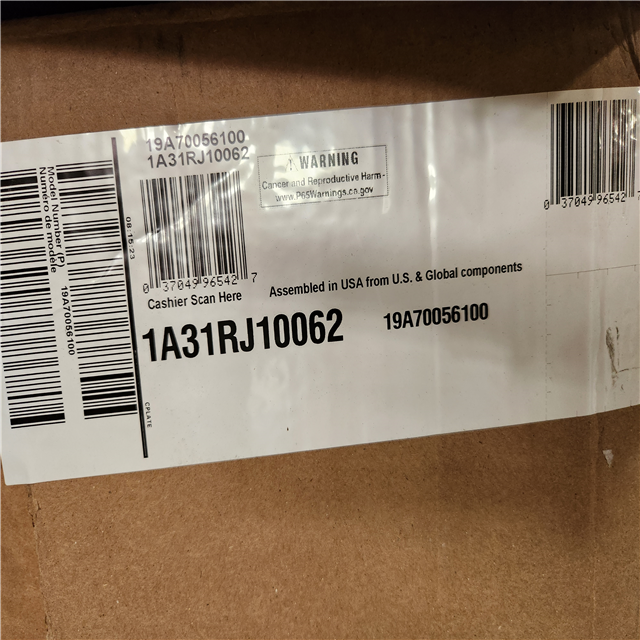 Model Number (P)
Numéro de modèle
19A70056100
08 15 23
CPLATE
19A70056100
1A31RJ10062
! WARNING
Cancer and Reproductive Harm-
www.P65Warnings.ca.gov
0 37049 96542 7
Cashier Scan Here
Assembled in USA from U.S. & Global components
1A31RJ10062
19A70056100
0 37049 96542